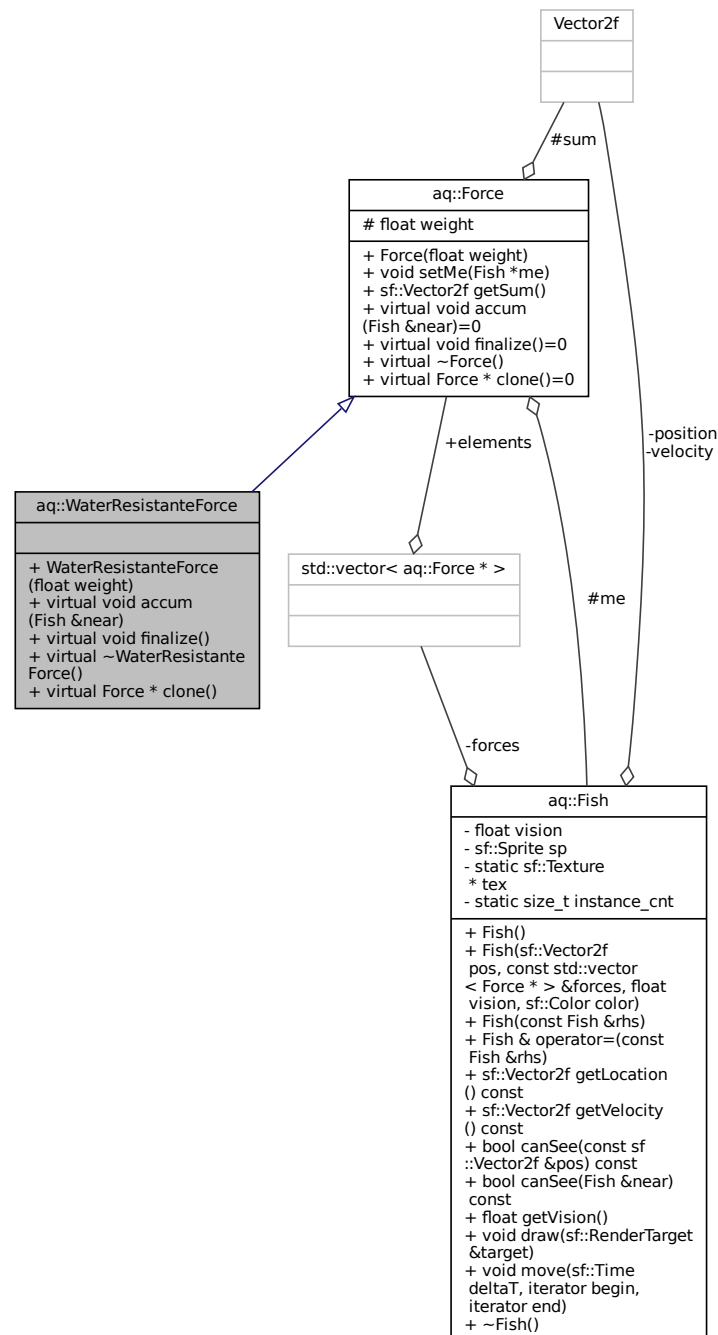 Vector2f
#sum
aq::Force
# float weight
+ Force(float weight)
+ void setMe(Fish *me)
+ sf::Vector2f getSum()
+ virtual void accum
(Fish &near)=0
+ virtual void finalize()=0
+ virtual ~Force()
+ virtual Force * clone()=0
-position
-velocity
+elements
aq::WaterResistanteForce
+ WaterResistanteForce
(float weight)
+ virtual void accum
(Fish &near)
+ virtual void finalize()
+ virtual ~WaterResistante
Force()
+ virtual Force * clone()
std::vector< aq::Force * >
#me
-forces
aq::Fish
- float vision
- sf::Sprite sp
- static sf::Texture
* tex
- static size_t instance_cnt
+ Fish()
+ Fish(sf::Vector2f
pos, const std::vector
< Force * > &forces, float
vision, sf::Color color)
+ Fish(const Fish &rhs)
+ Fish & operator=(const
Fish &rhs)
+ sf::Vector2f getLocation
() const
+ sf::Vector2f getVelocity
() const
+ bool canSee(const sf
::Vector2f &pos) const
+ bool canSee(Fish &near)
const
+ float getVision()
+ void draw(sf::RenderTarget
&target)
+ void move(sf::Time
deltaT, iterator begin,
iterator end)
+ ~Fish()